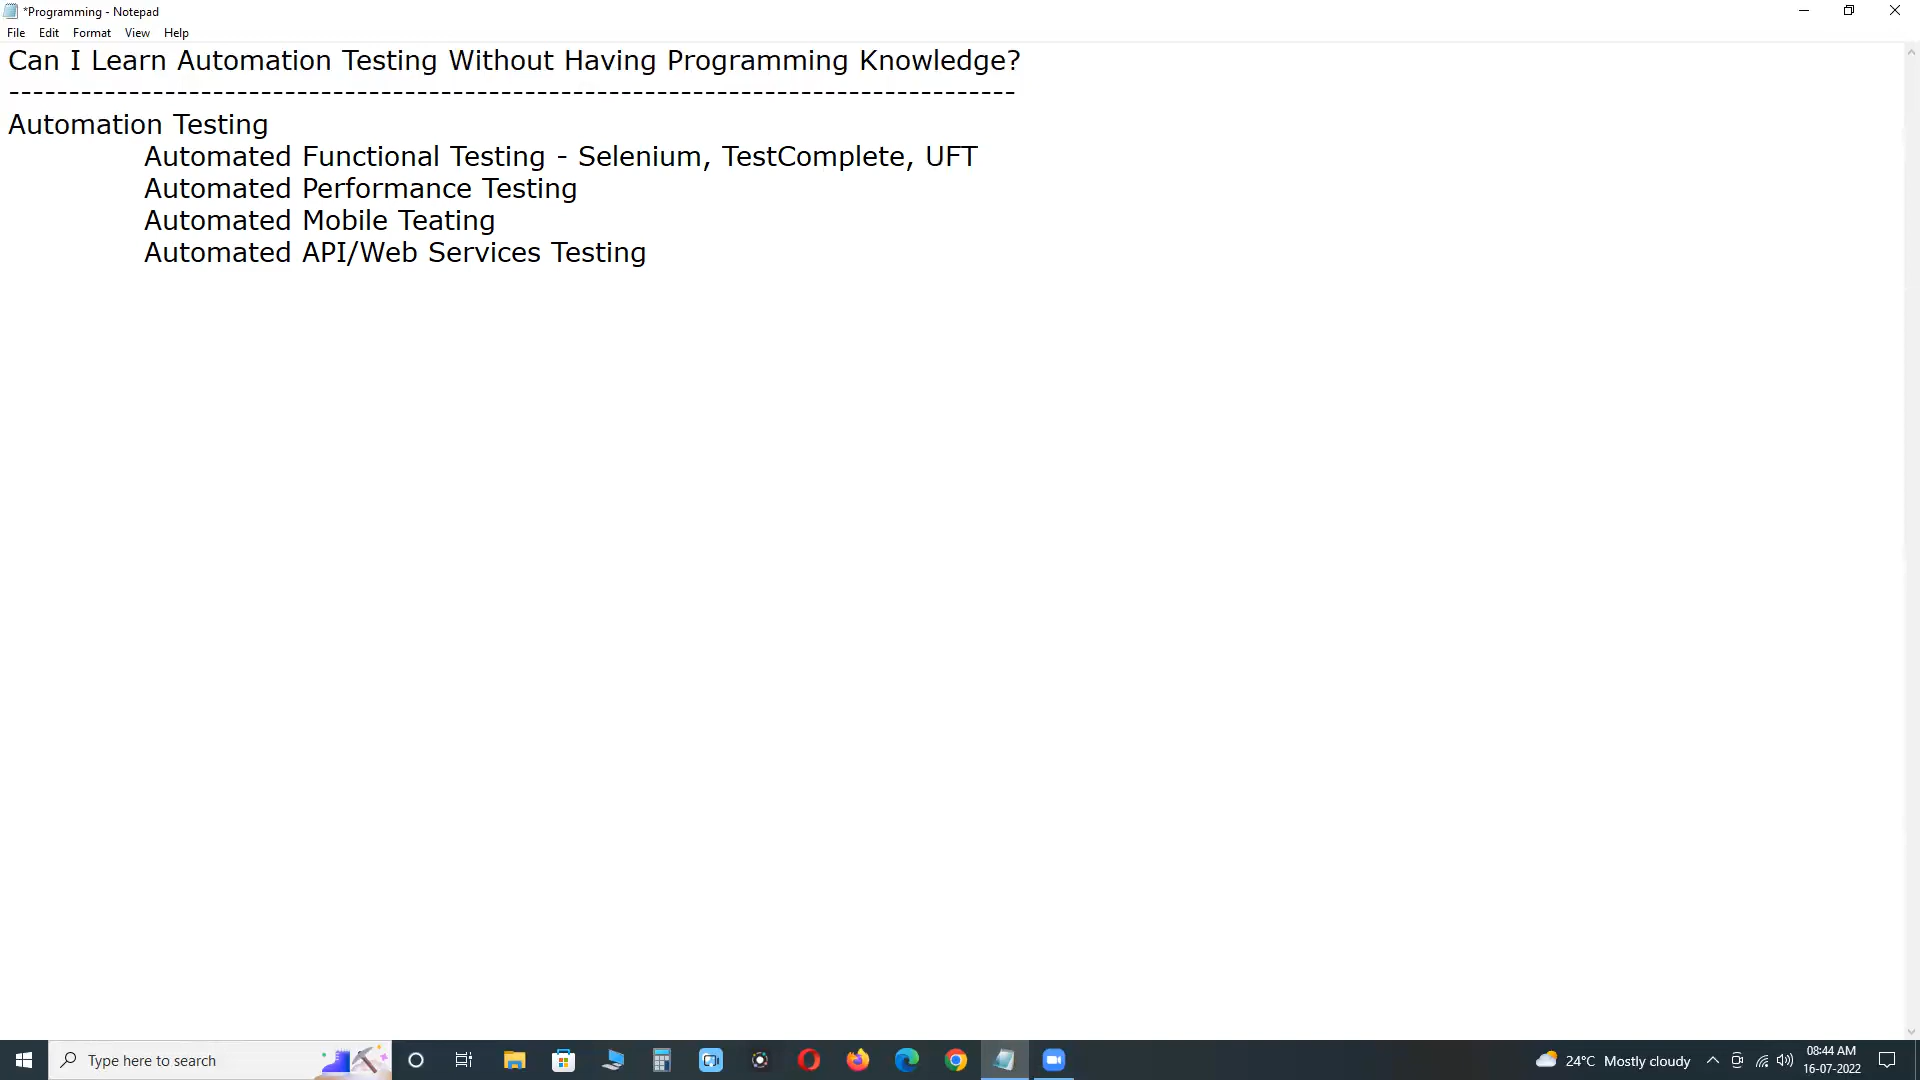 *Programming - Notepad
File Edit Format View Help
Can I Learn Automation Testing Without Having Programming Knowledge?
------------------------------------------------------------------------------------
Automation Testing
Automated Functional Testing - Selenium, TestComplete, UFT
Automated Performance Testing
Automated Mobile Teating
Automated API/Web Services Testing
Type here to search
24°C Mostly cloudy
08:44 AM
16-07-2022